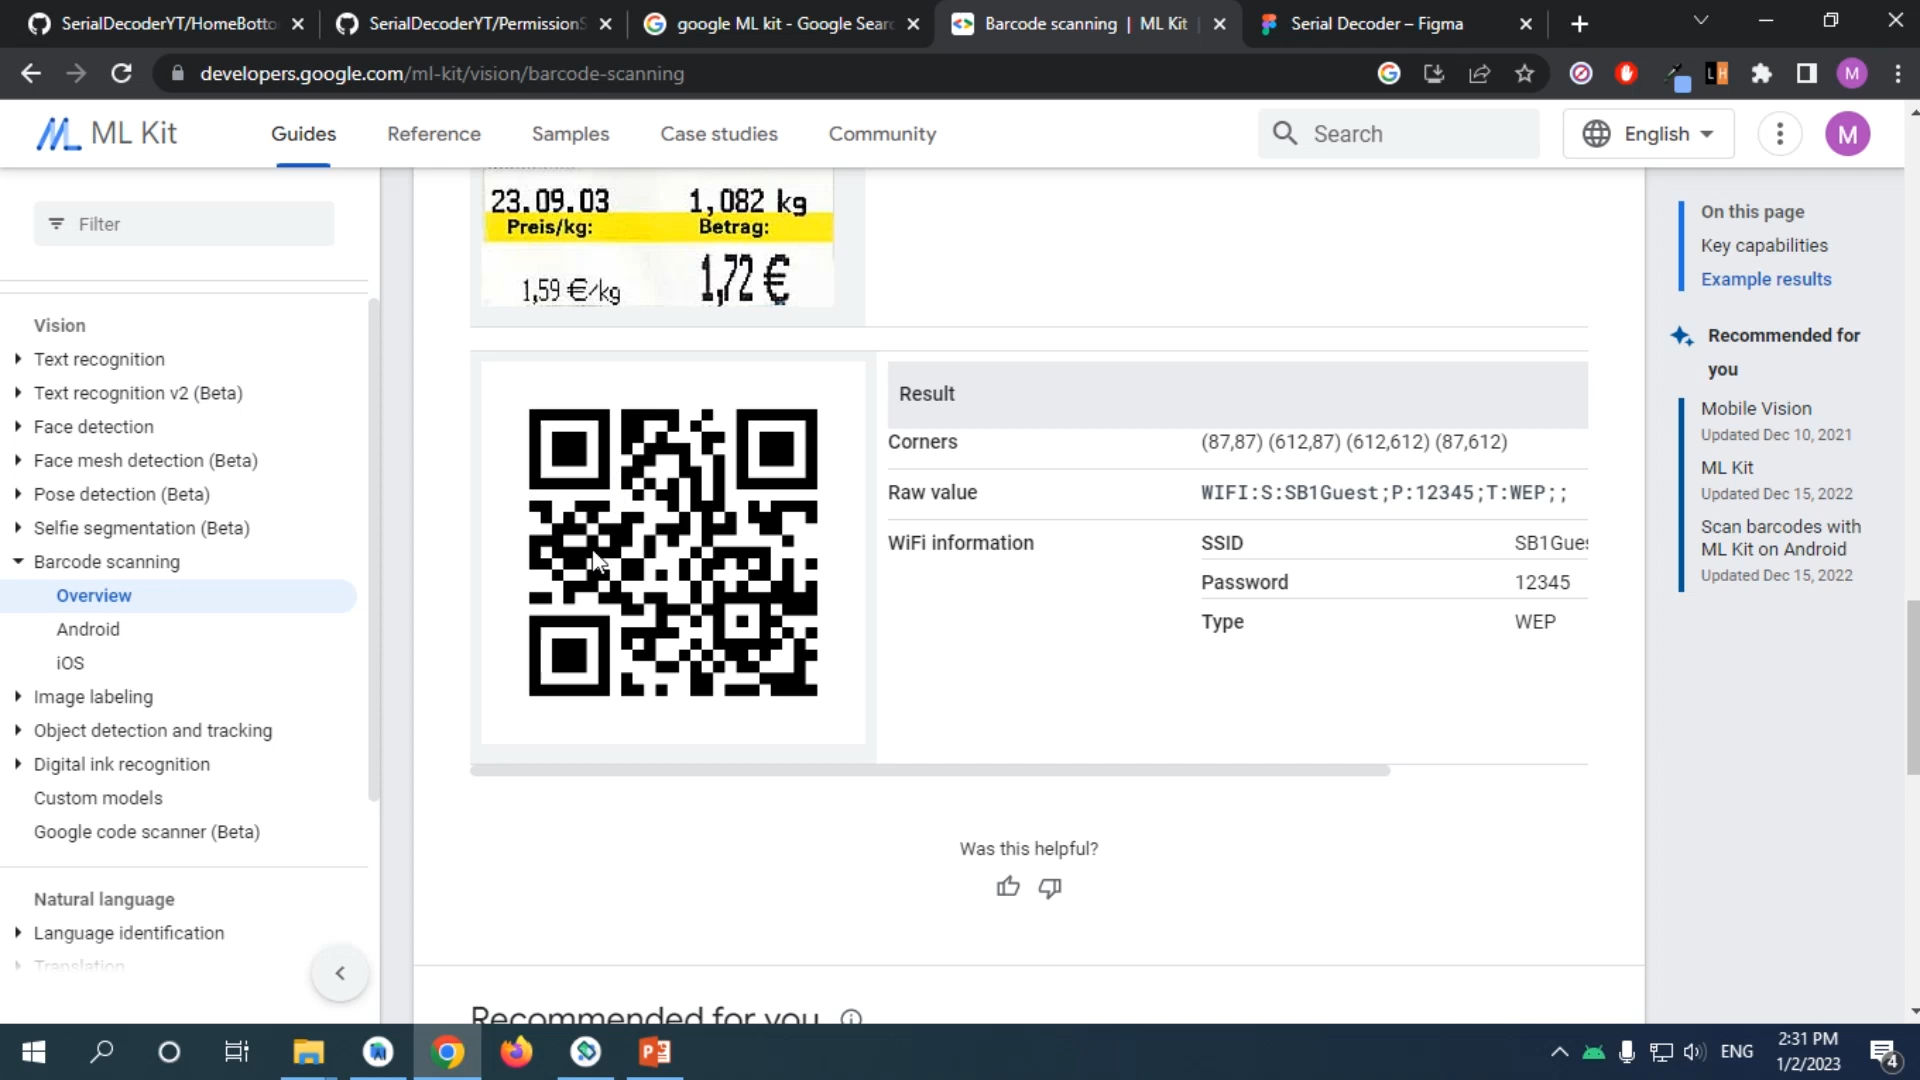 SerialDecoderYT/HomeBotto
SerialDecoderYT/PermissionS
google ML kit - Google Sear
Barcode scanning | ML Kit
Serial Decoder – Figma
developers.google.com/ml-kit/vision/barcode-scanning
M
ML Kit
Guides
Reference
Samples
Case studies
Community
Search
English
M
Filter
Vision
Text recognition
Text recognition v2 (Beta)
Face detection
Face mesh detection (Beta)
Pose detection (Beta)
Selfie segmentation (Beta)
Barcode scanning
Overview
Android
iOS
Image labeling
Object detection and tracking
Digital ink recognition
Custom models
Google code scanner (Beta)
Natural language
Language identification
Translation
23.09.03 1,082 kg
Preis/kg: Betrag:
1,59 €/kg 1,72 €
Result
Corners (87,87) (612,87) (612,612) (87,612)
Raw value WIFI:S:SB1Guest;P:12345;T:WEP;;
WiFi information SSID SB1Gues
Password 12345
Type WEP
Was this helpful?
Recommended for you
On this page
Key capabilities
Example results
Recommended for
you
Mobile Vision
Updated Dec 10, 2021
ML Kit
Updated Dec 15, 2022
Scan barcodes with
ML Kit on Android
Updated Dec 15, 2022
ENG
2:31 PM
1/2/2023
4